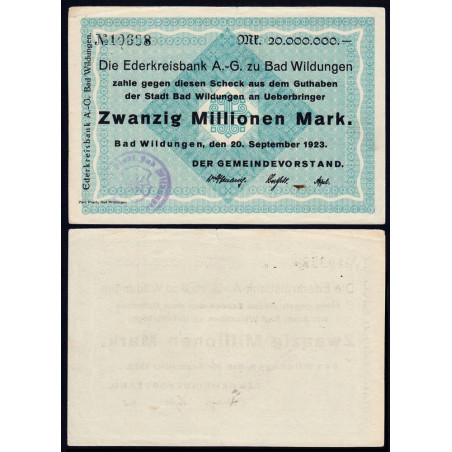 №10698 Mk. 20.000.000.—
Die Ederkreisbank A.-G. zu Bad Wildungen
zahle gegen diesen Scheck aus dem Guthaben
der Stadt Bad Wildungen an Ueberbringer
Zwanzig Millionen Mark.
Bad Wildungen, den 20. September 1923.
DER GEMEINDEVORSTAND.
Ederkreisbank A.-G. Bad Wildungen.